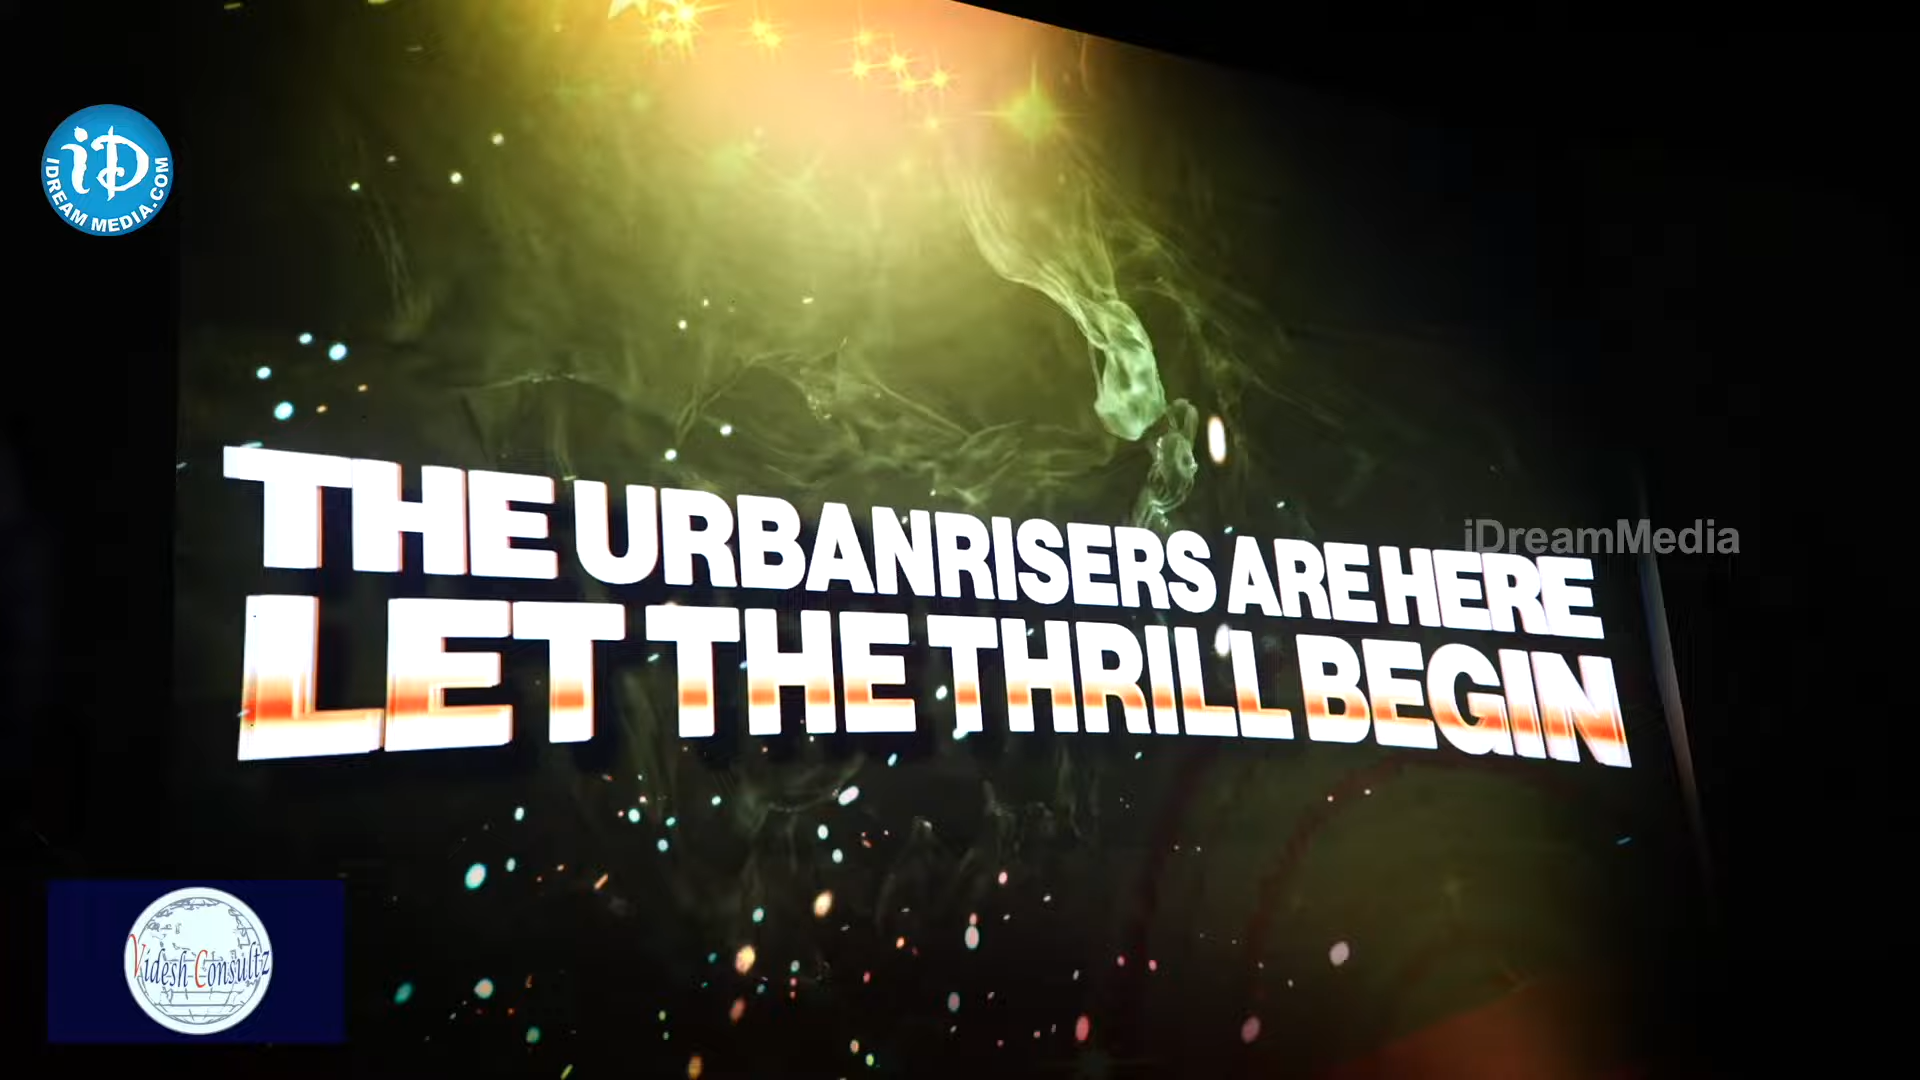 iD
IDREAM MEDIA.COM
THE URBANRISERS ARE HERE
iDreamMedia
LET THE THRILL BEGIN
Videsh Consultz